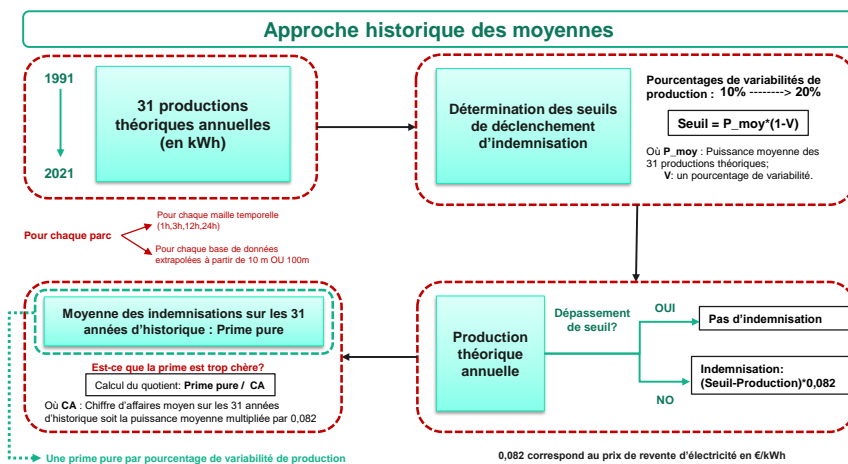 Approche historique des moyennes
1991
2021
31 productions
théoriques annuelles
(en kWh)
Détermination des seuils
de déclenchement
d'indemnisation
Pourcentages de variabilités de
production : 10% --------> 20%
Seuil = P_moy*(1-V)
Où P_moy : Puissance moyenne des
31 productions théoriques;
V: un pourcentage de variabilité.
Pour chaque parc
Pour chaque maille temporelle
(1h,3h,12h,24h)
Pour chaque base de données
extrapolées à partir de 10 m OU 100m
Moyenne des indemnisations sur les 31
années d'historique : Prime pure
Est-ce que la prime est trop chère?
Calcul du quotient: Prime pure / CA
Où CA : Chiffre d'affaires moyen sur les 31 années
d'historique soit la puissance moyenne multipliée par 0,082
Production
théorique
annuelle
Dépassement
de seuil?
OUI
Pas d'indemnisation
NO
Indemnisation:
(Seuil-Production)*0,082
Une prime pure par pourcentage de variabilité de production
0,082 correspond au prix de revente d'électricité en €/kWh